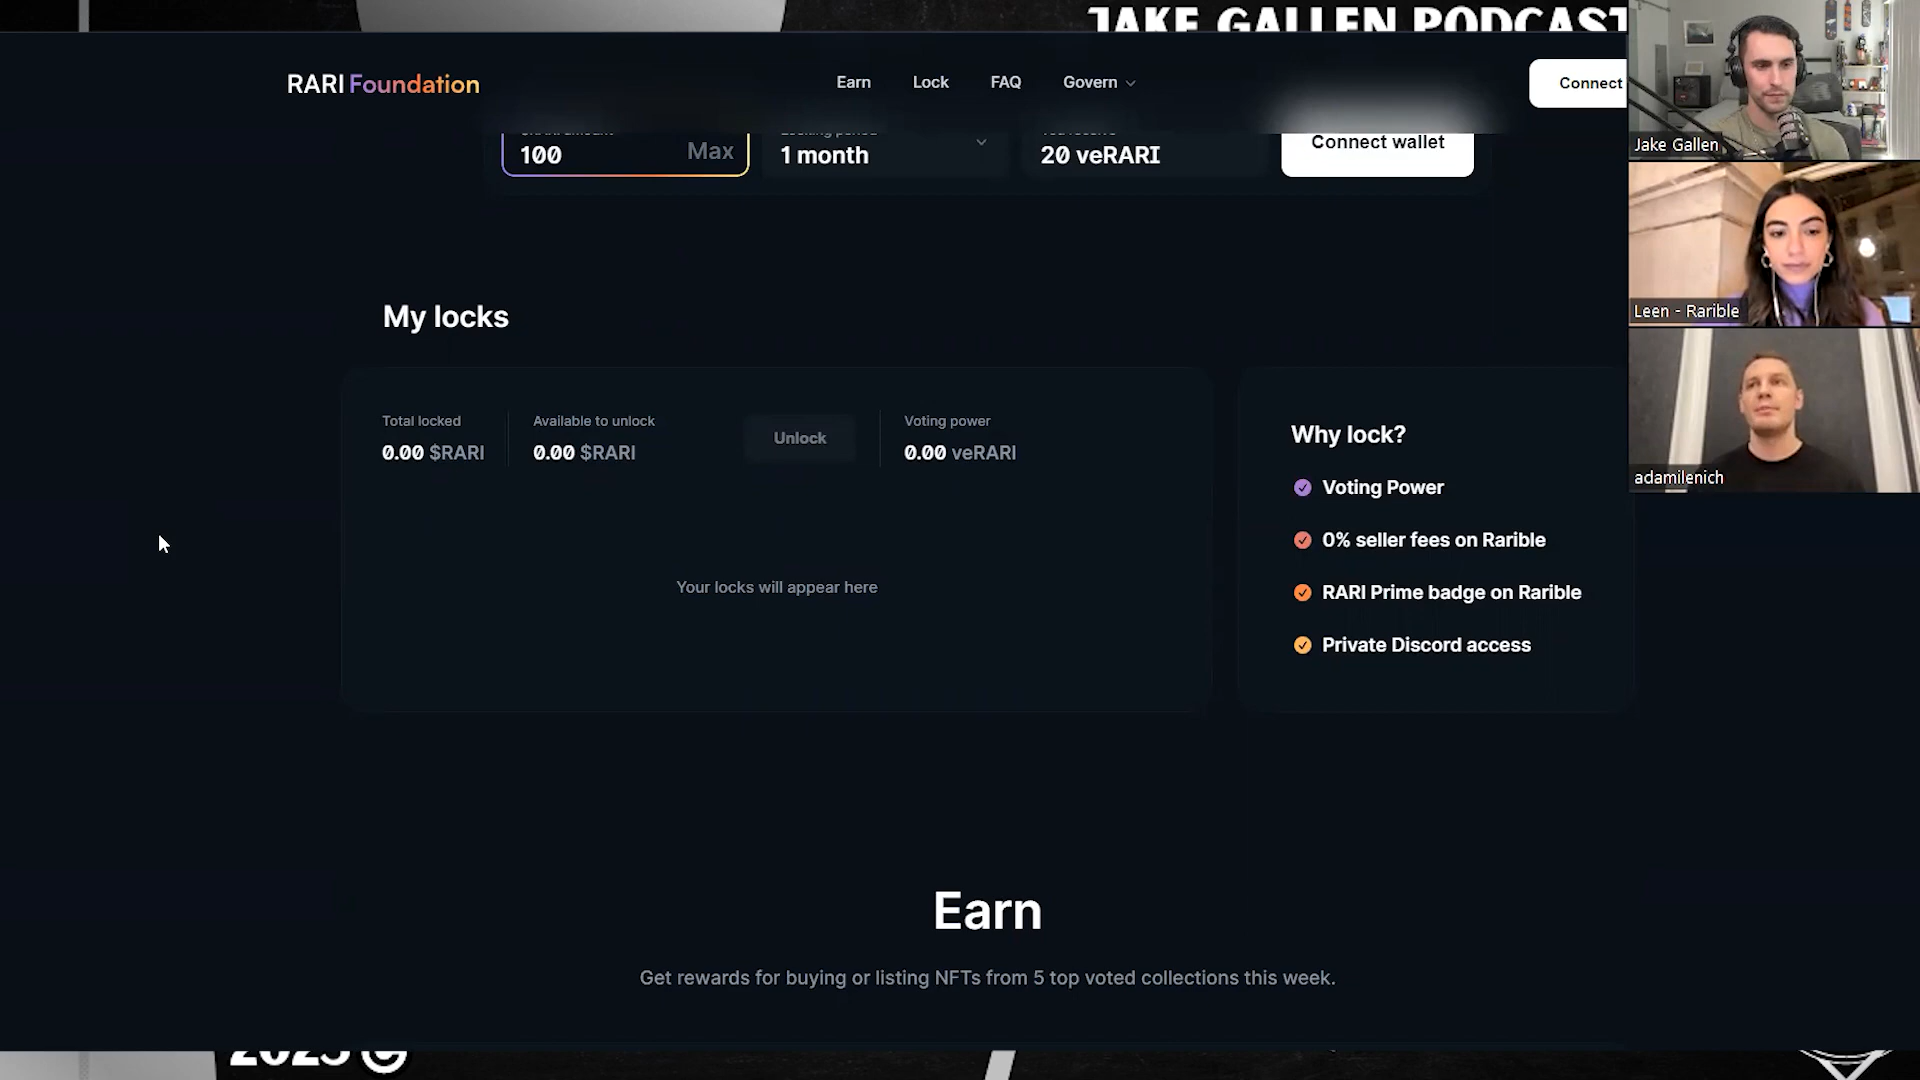 JAKE GALLEN PODCAST
RARI Foundation
Earn
Lock
FAQ
Govern
Connect
100
Max
1 month
20 veRARI
Connect wallet
Jake Gallen
Leen - Rarible
adamilenich
My locks
Total locked
0.00 $RARI
Available to unlock
0.00 $RARI
Unlock
Voting power
0.00 veRARI
Your locks will appear here
Why lock?
Voting Power
0% seller fees on Rarible
RARI Prime badge on Rarible
Private Discord access
Earn
Get rewards for buying or listing NFTs from 5 top voted collections this week.